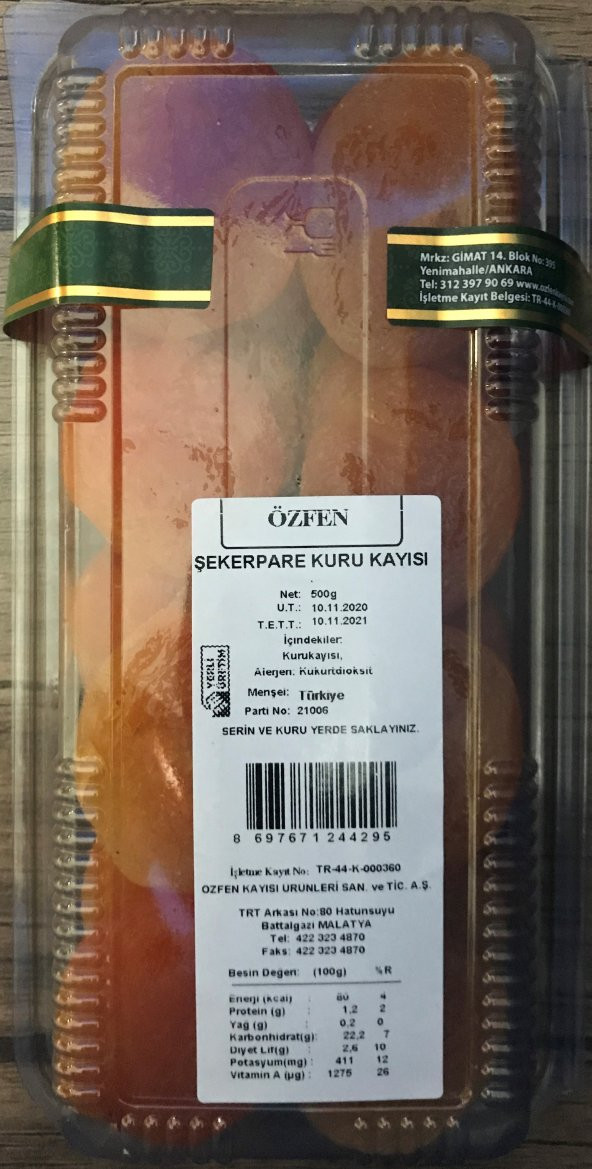 Mrkz: GİMAT 14. Blok No: 395
Yenimahalle/ANKARA
Tel: 312 397 90 69
İşletme Kayıt Belgesi: TR-44-K-
ÖZFEN
ŞEKERPARE KURU KAYISI
Net: 500g
U.T.: 10.11.2020
T.E.T.T.: 10.11.2021
İçindekiler:
Kurukayısı,
Alerjen: Kükürtdioksit
Menşei: Türkiye
Parti No: 21006
YERLİ
ÜRETİM
SERİN VE KURU YERDE SAKLAYINIZ.
8 697671 244295
İşletme Kayıt No: TR-44-K-000360
OZFEN KAYISI URUNLERİ SAN. ve TİC. A.Ş.
TRT Arkası No:80 Hatunsuyu
Battalgazi MALATYA
Tel: 422 323 4870
Faks: 422 323 4870
Besin Değeri: (100g) %R
Enerji (kcal) : 80 4
Protein (g) : 1,2 2
Yağ (g) : 0,2 0
Karbonhidrat(g): 22,2 7
Diyet Lif(g) : 2,6 10
Potasyum(mg) : 411 12
Vitamin A (µg) : 1275 26